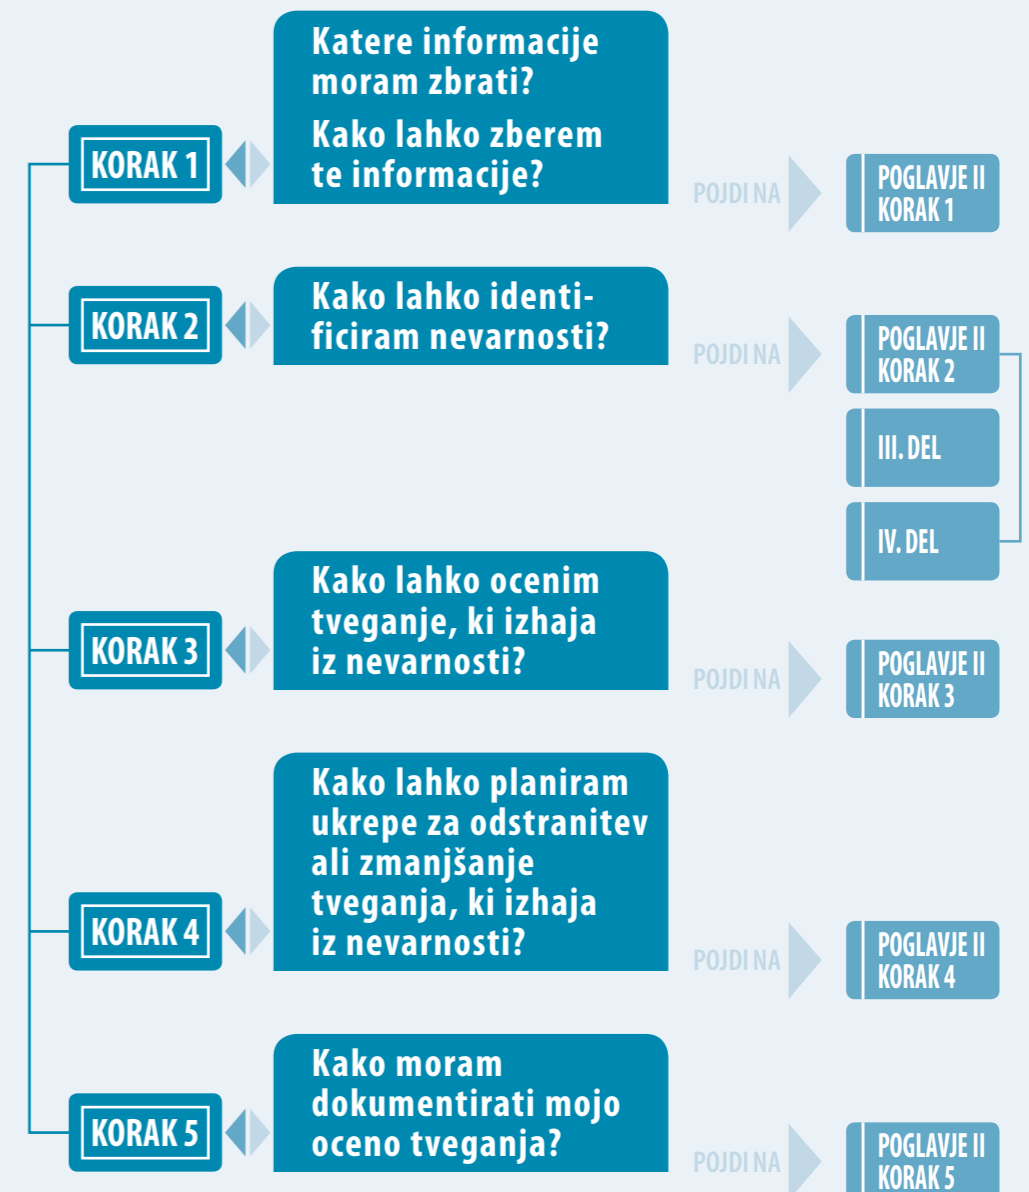 Katere informacije
moram zbrati?
Kako lahko zberem
te informacije?
KORAK 1
POJDI NA
POGLAVJE II
KORAK 1
Kako lahko identi-
ficiram nevarnosti?
KORAK 2
POJDI NA
POGLAVJE II
KORAK 2
III. DEL
IV. DEL
Kako lahko ocenim
tveganje, ki izhaja
iz nevarnosti?
KORAK 3
POJDI NA
POGLAVJE II
KORAK 3
Kako lahko planiram
ukrepe za odstranitev
ali zmanjšanje
tveganja, ki izhaja
iz nevarnosti?
KORAK 4
POJDI NA
POGLAVJE II
KORAK 4
Kako moram
dokumentirati mojo
oceno tveganja?
KORAK 5
POJDI NA
POGLAVJE II
KORAK 5